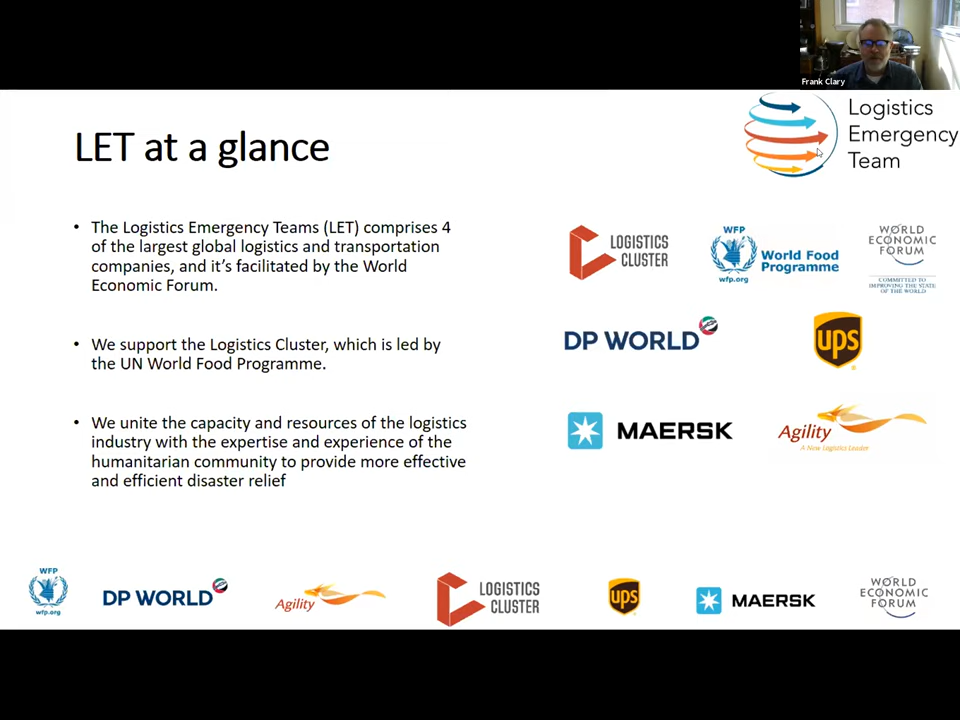 Frank Clary
Logistics
Emergency
Team
LET at a glance
• The Logistics Emergency Teams (LET) comprises 4
of the largest global logistics and transportation
companies, and it's facilitated by the World
Economic Forum.
• We support the Logistics Cluster, which is led by
the UN World Food Programme.
• We unite the capacity and resources of the logistics
industry with the expertise and experience of the
humanitarian community to provide more effective
and efficient disaster relief
LOGISTICS
CLUSTER
WFP
wfp.org
World Food
Programme
WORLD
ECONOMIC
FORUM
COMMITTED TO
IMPROVING THE STATE
OF THE WORLD
DP WORLD
ups
MAERSK
Agility
A New Logistics Leader
WFP
wfp.org
DP WORLD
Agility
LOGISTICS
CLUSTER
ups
MAERSK
WORLD
ECONOMIC
FORUM